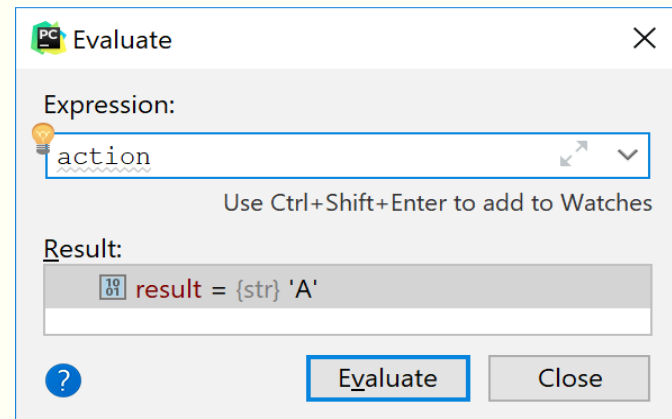 PC Evaluate
Expression:
action
Use Ctrl+Shift+Enter to add to Watches
Result:
10 01 result = {str} 'A'
? Evaluate Close